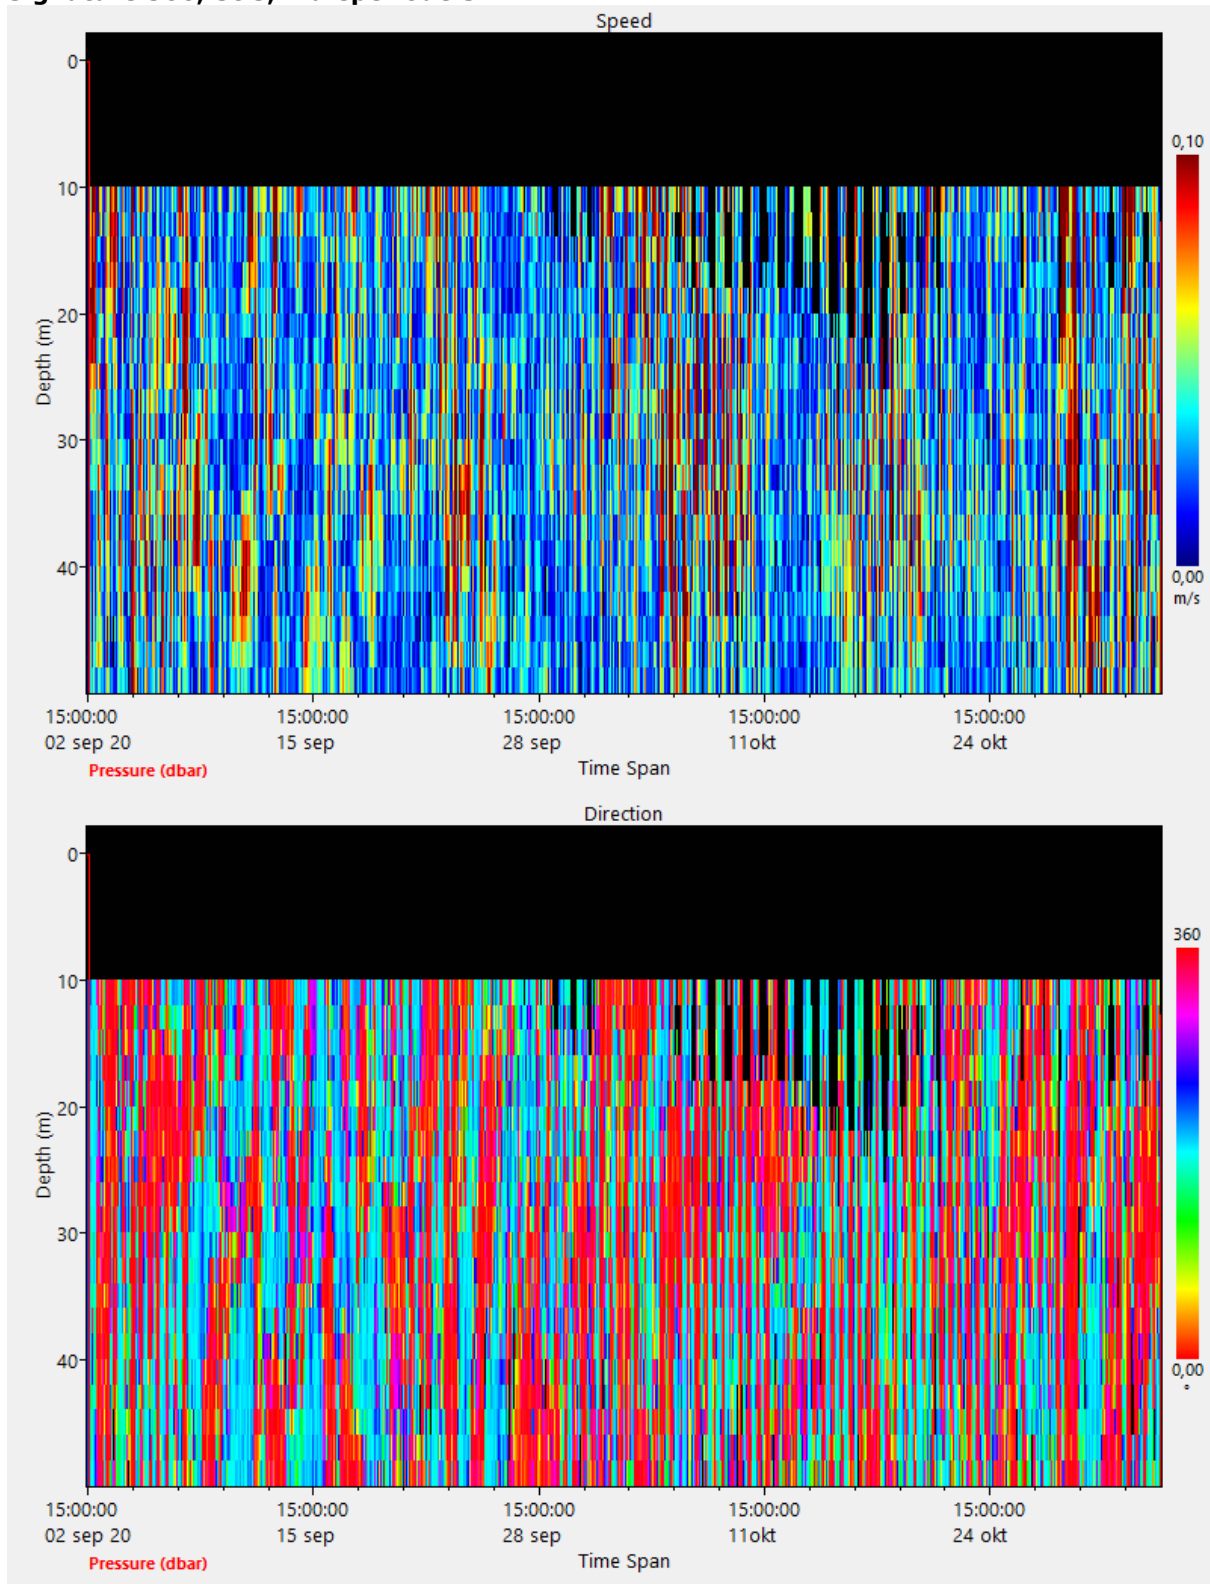 Speed
0
10
20
30
40
Depth (m)
0,10
0,00
m/s
15:00:00 15:00:00 15:00:00 15:00:00 15:00:00
02 sep 20 15 sep 28 sep 11okt 24 okt
Pressure (dbar) Time Span
Direction
0
10
20
30
40
Depth (m)
360
0,00
°
15:00:00 15:00:00 15:00:00 15:00:00 15:00:00
02 sep 20 15 sep 28 sep 11okt 24 okt
Pressure (dbar) Time Span